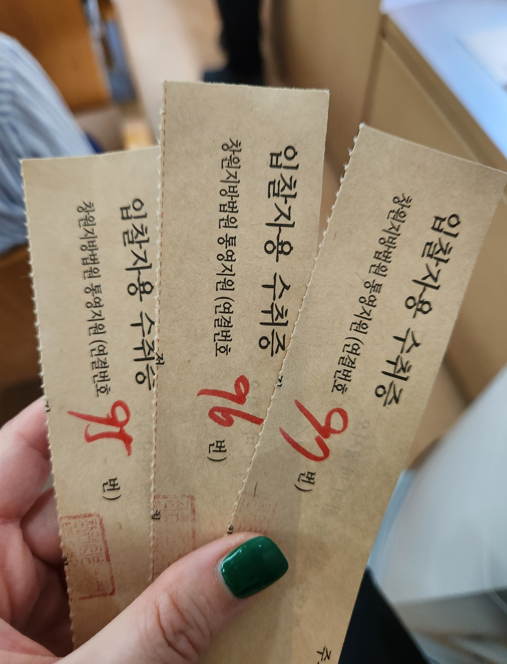 입찰자용 수취증
창원지방법원 통영지원 (연결번호 95 번)
입찰자용 수취증
창원지방법원 통영지원 (연결번호 96 번)
입찰자용 수취증
창원지방법원 통영지원 (연결번호 97 번)